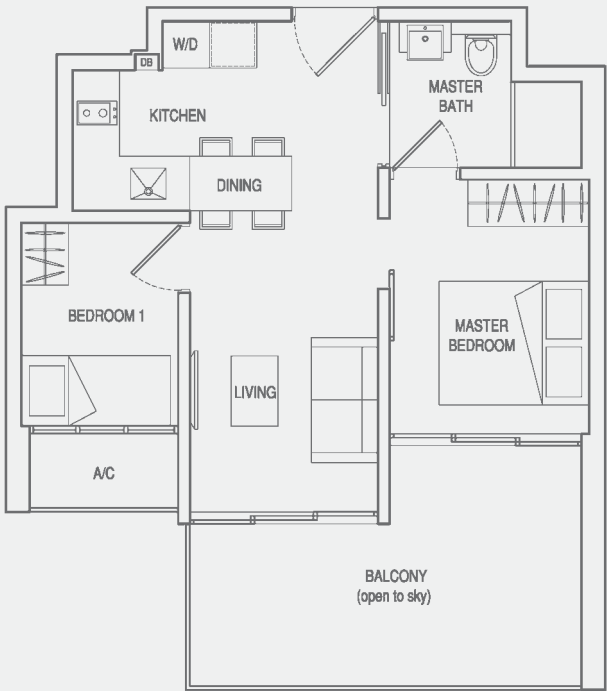 W/D
DB
MASTER
BATH
KITCHEN
DINING
BEDROOM 1
MASTER
BEDROOM
LIVING
A/C
BALCONY
(open to sky)